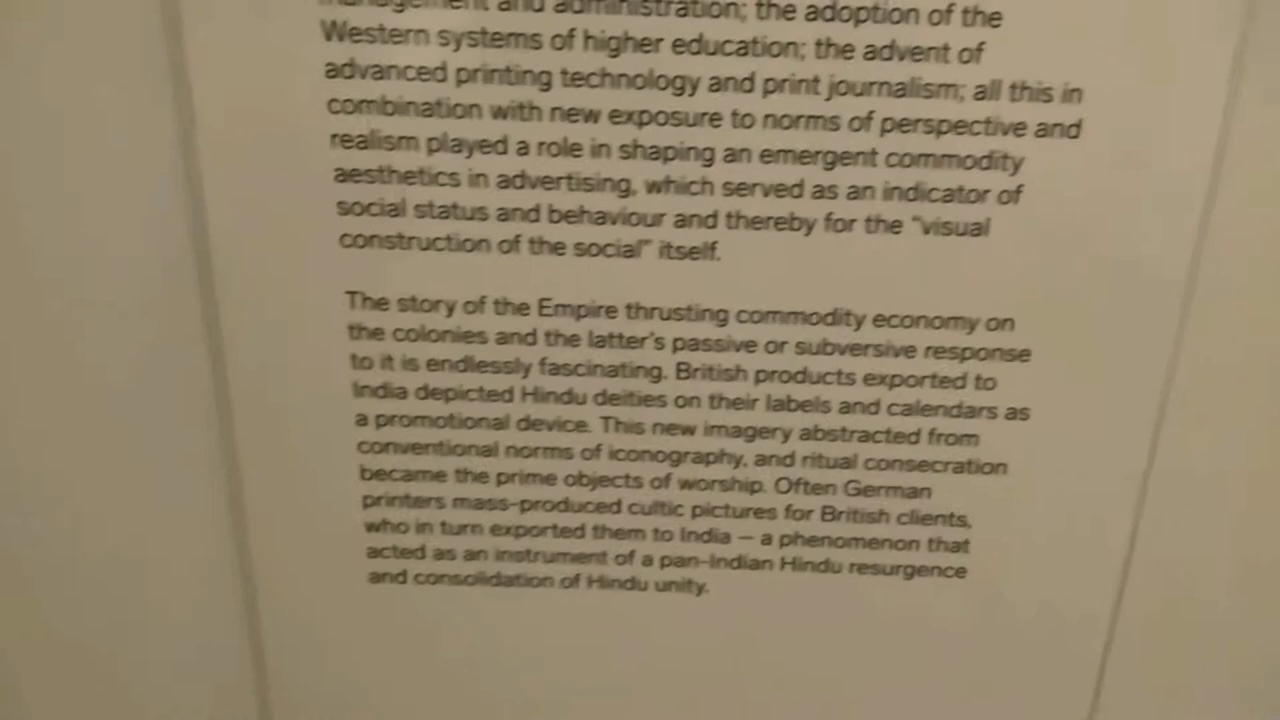 management and administration; the adoption of the
Western systems of higher education; the advent of
advanced printing technology and print journalism; all this in
combination with new exposure to norms of perspective and
realism played a role in shaping an emergent commodity
aesthetics in advertising, which served as an indicator of
social status and behaviour and thereby for the “visual
construction of the social” itself.
The story of the Empire thrusting commodity economy on
the colonies and the latter’s passive or subversive response
to it is endlessly fascinating. British products exported to
India depicted Hindu deities on their labels and calendars as
a promotional device. This new imagery abstracted from
conventional norms of iconography, and ritual consecration
became the prime objects of worship. Often German
printers mass-produced cultic pictures for British clients,
who in turn exported them to India – a phenomenon that
acted as an instrument of a pan-Indian Hindu resurgence
and consolidation of Hindu unity.